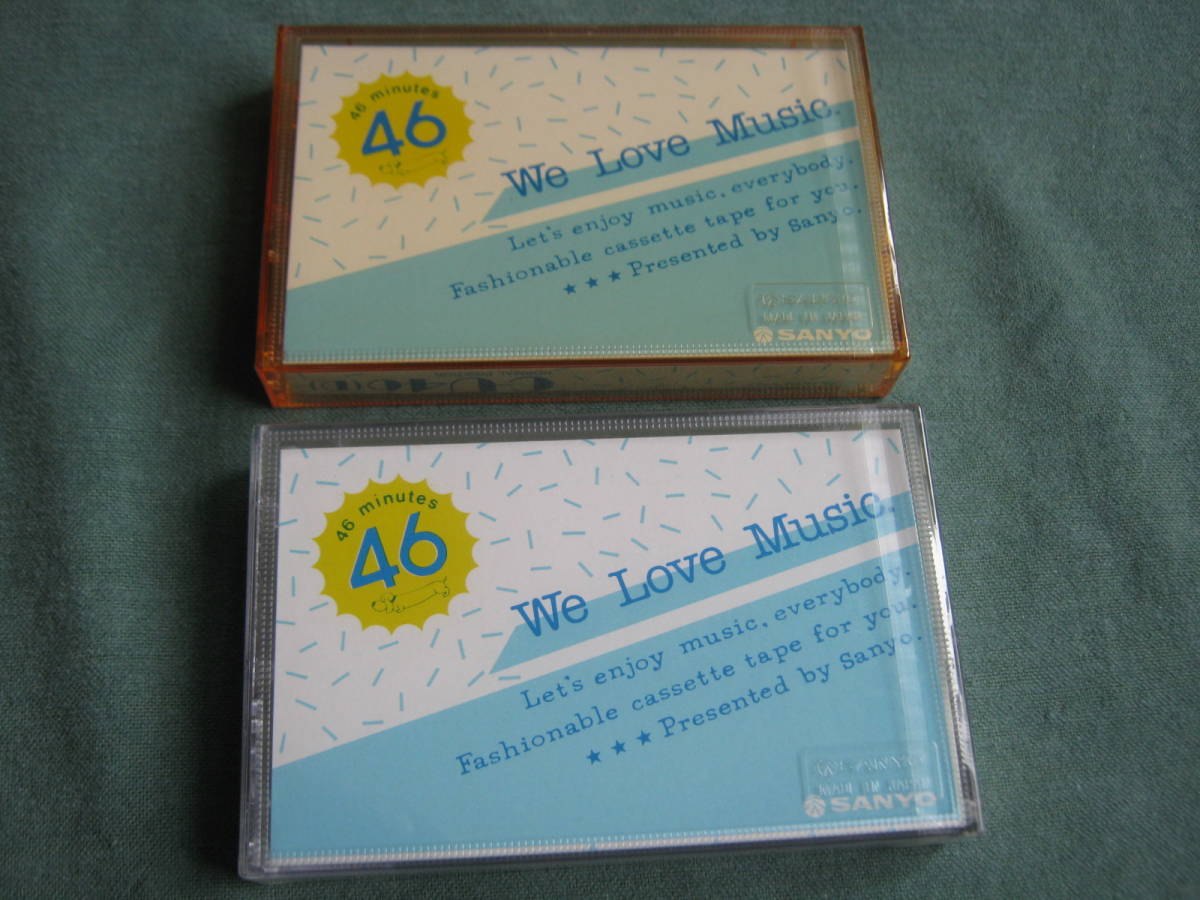 46 minutes
46
We Love Music.
Let's enjoy music, everybody.
Fashionable cassette tape for you.
★★★Presented by Sanyo.
SANYO
MADE IN JAPAN
SANYO
46 minutes
46
We Love Music.
Let's enjoy music, everybody.
Fashionable cassette tape for you.
★★★Presented by Sanyo.
SANYO
MADE IN JAPAN
SANYO